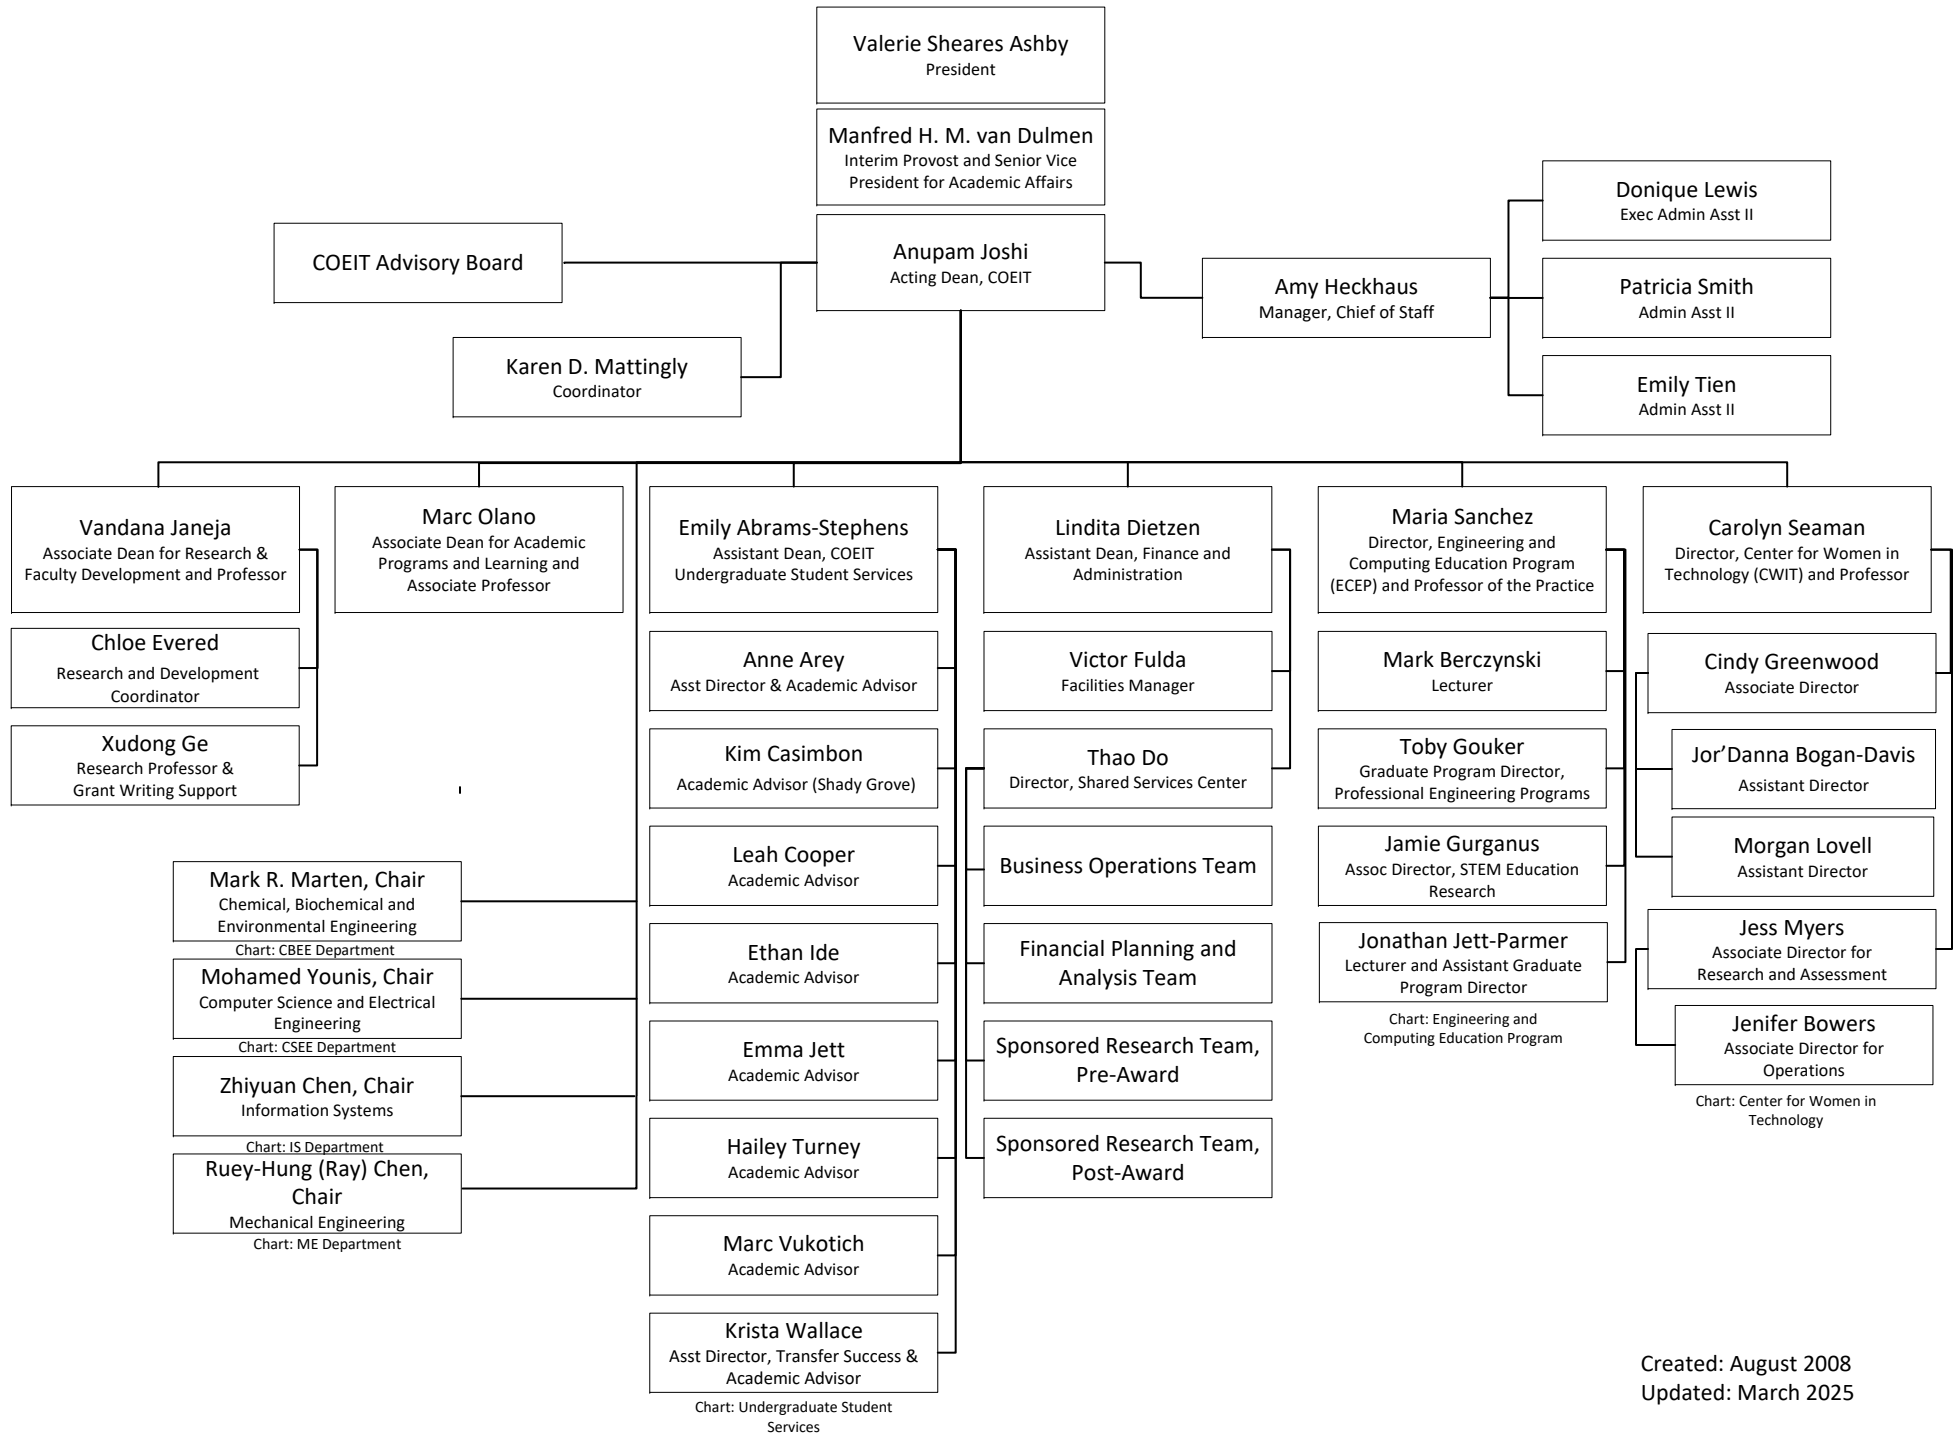 Valerie Sheares Ashby
President
Manfred H. M. van Dulmen
Interim Provost and Senior Vice
President for Academic Affairs
Anupam Joshi
Acting Dean, COEIT
COEIT Advisory Board
Karen D. Mattingly
Coordinator
Amy Heckhaus
Manager, Chief of Staff
Donique Lewis
Exec Admin Asst II
Patricia Smith
Admin Asst II
Emily Tien
Admin Asst II
Vandana Janeja
Associate Dean for Research &
Faculty Development and Professor
Chloe Evered
Research and Development
Coordinator
Xudong Ge
Research Professor &
Grant Writing Support
Marc Olano
Associate Dean for Academic
Programs and Learning and
Associate Professor
Mark R. Marten, Chair
Chemical, Biochemical and
Environmental Engineering
Chart: CBEE Department
Mohamed Younis, Chair
Computer Science and Electrical
Engineering
Chart: CSEE Department
Zhiyuan Chen, Chair
Information Systems
Chart: IS Department
Ruey-Hung (Ray) Chen,
Chair
Mechanical Engineering
Chart: ME Department
Emily Abrams-Stephens
Assistant Dean, COEIT
Undergraduate Student Services
Anne Arey
Asst Director & Academic Advisor
Kim Casimbon
Academic Advisor (Shady Grove)
Leah Cooper
Academic Advisor
Ethan Ide
Academic Advisor
Emma Jett
Academic Advisor
Hailey Turney
Academic Advisor
Marc Vukotich
Academic Advisor
Krista Wallace
Asst Director, Transfer Success &
Academic Advisor
Chart: Undergraduate Student
Services
Lindita Dietzen
Assistant Dean, Finance and
Administration
Victor Fulda
Facilities Manager
Thao Do
Director, Shared Services Center
Business Operations Team
Financial Planning and
Analysis Team
Sponsored Research Team,
Pre-Award
Sponsored Research Team,
Post-Award
Maria Sanchez
Director, Engineering and
Computing Education Program
(ECEP) and Professor of the Practice
Mark Berczynski
Lecturer
Toby Gouker
Graduate Program Director,
Professional Engineering Programs
Jamie Gurganus
Assoc Director, STEM Education
Research
Jonathan Jett-Parmer
Lecturer and Assistant Graduate
Program Director
Chart: Engineering and
Computing Education Program
Carolyn Seaman
Director, Center for Women in
Technology (CWIT) and Professor
Cindy Greenwood
Associate Director
Jor’Danna Bogan-Davis
Assistant Director
Morgan Lovell
Assistant Director
Jess Myers
Associate Director for
Research and Assessment
Jenifer Bowers
Associate Director for
Operations
Chart: Center for Women in
Technology
Created: August 2008
Updated: March 2025